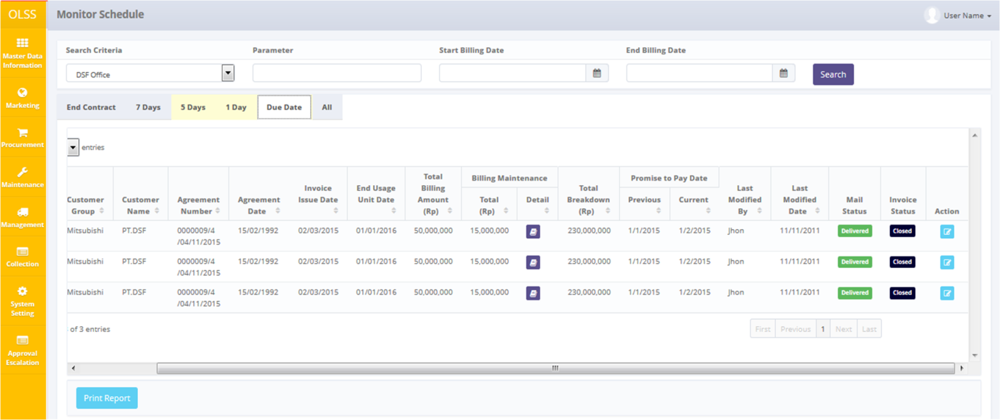 OLSS
Monitor Schedule
User Name
Master Data
Information
Marketing
Procurement
Maintenance
Management
Collection
System
Setting
Approval
Escalation
Search Criteria Parameter Start Billing Date End Billing Date
DSF Office
Search
End Contract 7 Days 5 Days 1 Day Due Date All
entries
Customer
Group
Customer
Name
Agreement
Number
Agreement
Date
Invoice
Issue Date
End Usage
Unit Date
Total
Billing
Amount
(Rp)
Billing Maintenance
Total
(Rp)
Detail
Total
Breakdown
(Rp)
Promise to Pay Date
Previous
Current
Last
Modified
By
Last
Modified
Date
Mail
Status
Invoice
Status
Action
Mitsubishi PT.DSF 0000009/4 15/02/1992 02/03/2015 01/01/2016 50,000,000 15,000,000 230,000,000 1/1/2015 1/2/2015 Jhon 11/11/2011 Delivered Closed
/04/11/2015
Mitsubishi PT.DSF 0000009/4 15/02/1992 02/03/2015 01/01/2016 50,000,000 15,000,000 230,000,000 1/1/2015 1/2/2015 Jhon 11/11/2011 Delivered Closed
/04/11/2015
Mitsubishi PT.DSF 0000009/4 15/02/1992 02/03/2015 01/01/2016 50,000,000 15,000,000 230,000,000 1/1/2015 1/2/2015 Jhon 11/11/2011 Delivered Closed
/04/11/2015
of 3 entries
First Previous 1 Next Last
Print Report